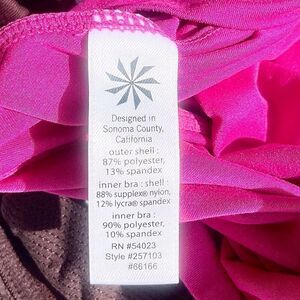 Designed in
Sonoma County,
California
outer shell :
87% polyester,
13% spandex
inner bra : shell :
88% supplex® nylon,
12% lycra® spandex
inner bra :
90% polyester,
10% spandex
RN #54023
Style #257103
#66166